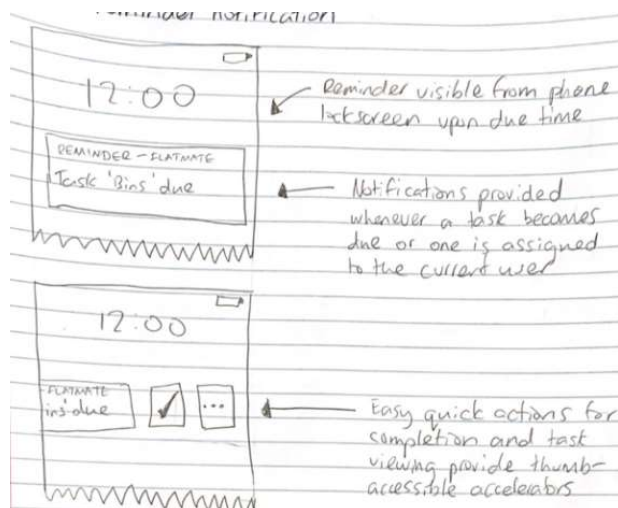 reminder notification
12:00
REMINDER - FLATMATE
Task 'Bins' due
Reminder visible from phone
lockscreen upon due time
Notifications provided
whenever a task becomes
due or one is assigned
to the current user
12:00
FLATMATE
ins' due
...
Easy quick actions for
completion and task
viewing provide thumb-
accessible accelerators